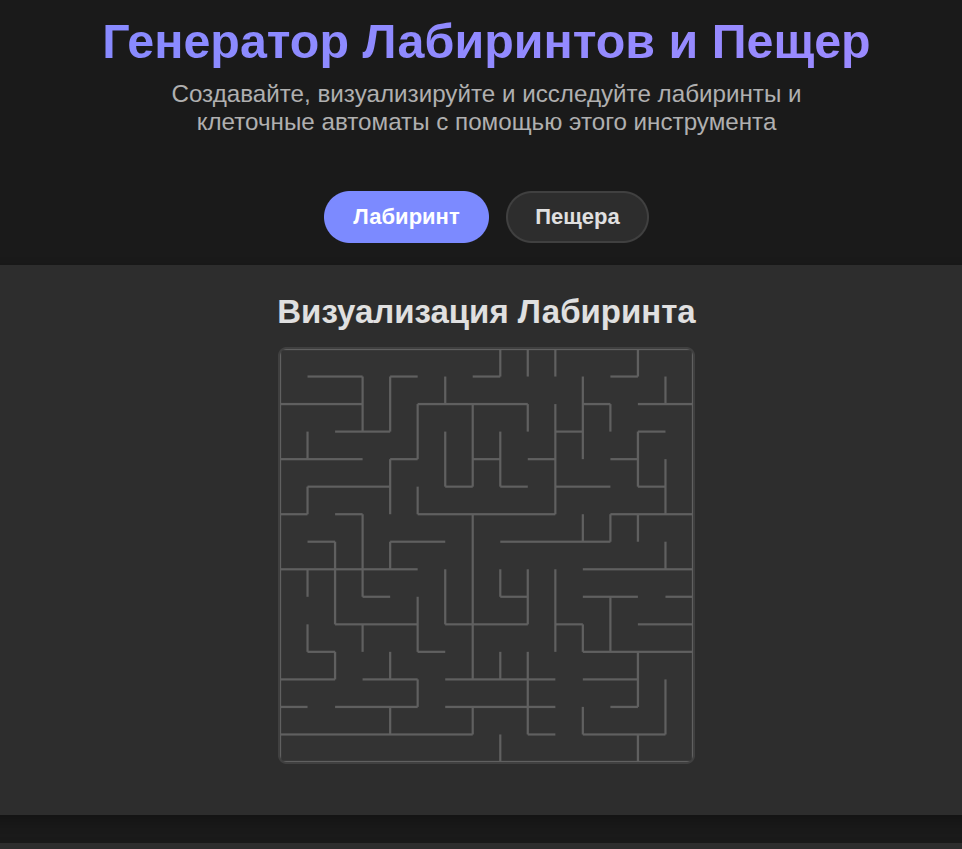 Генератор Лабиринтов и Пещер
Создавайте, визуализируйте и исследуйте лабиринты и
клеточные автоматы с помощью этого инструмента
Лабиринт
Пещера
Визуализация Лабиринта